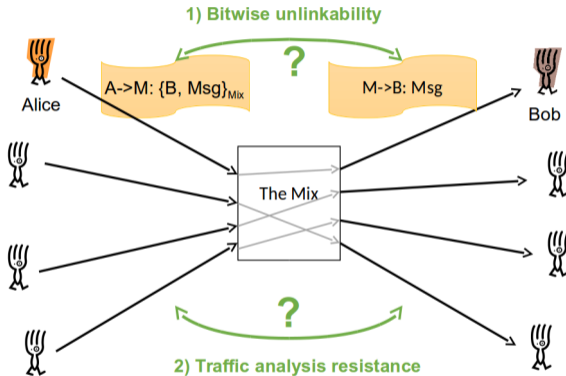 1) Bitwise unlinkability
?
A->M: {B, Msg}Mix
M->B: Msg
Alice
Bob
The Mix
?
2) Traffic analysis resistance